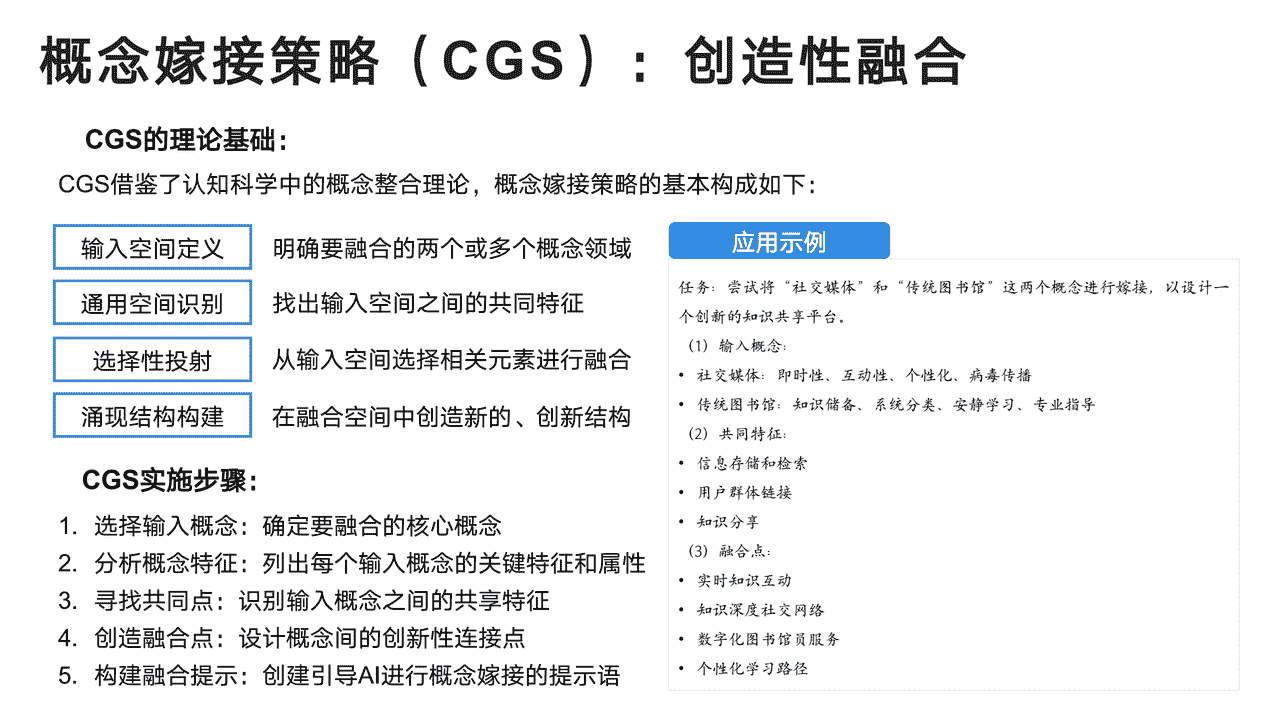 概念嫁接策略（CGS）：创造性融合
CGS的理论基础：
CGS借鉴了认知科学中的概念整合理论，概念嫁接策略的基本构成如下：
输入空间定义
明确要融合的两个或多个概念领域
通用空间识别
找出输入空间之间的共同特征
选择性投射
从输入空间选择相关元素进行融合
涌现结构构建
在融合空间中创造新的、创新结构
CGS实施步骤：
1. 选择输入概念：确定要融合的核心概念
2. 分析概念特征：列出每个输入概念的关键特征和属性
3. 寻找共同点：识别输入概念之间的共享特征
4. 创造融合点：设计概念间的创新性连接点
5. 构建融合提示：创建引导AI进行概念嫁接的提示语
应用示例
任务：尝试将“社交媒体”和“传统图书馆”这两个概念进行嫁接，以设计一
个创新的知识共享平台。
（1）输入概念：
• 社交媒体：即时性、互动性、个性化、病毒传播
• 传统图书馆：知识储备、系统分类、安静学习、专业指导
（2）共同特征：
• 信息存储和检索
• 用户群体链接
• 知识分享
（3）融合点：
• 实时知识互动
• 知识深度社交网络
• 数字化图书馆员服务
• 个性化学习路径